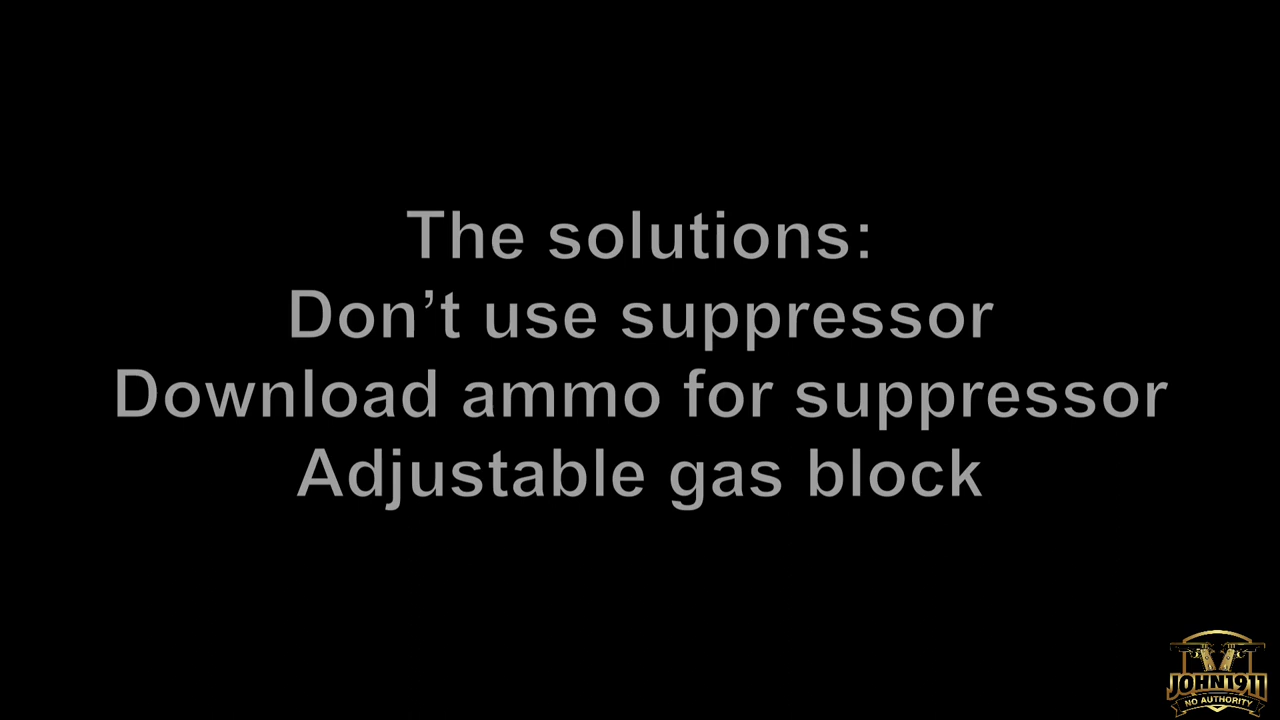 The solutions:
Don’t use suppressor
Download ammo for suppressor
Adjustable gas block
JOHN1911
NO AUTHORITY